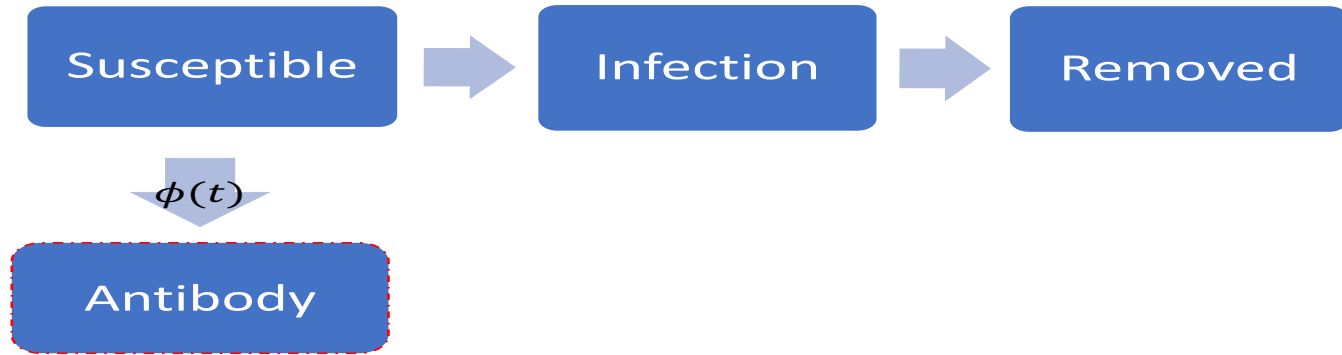 Susceptible
Infection
Removed
ϕ(t)
Antibody